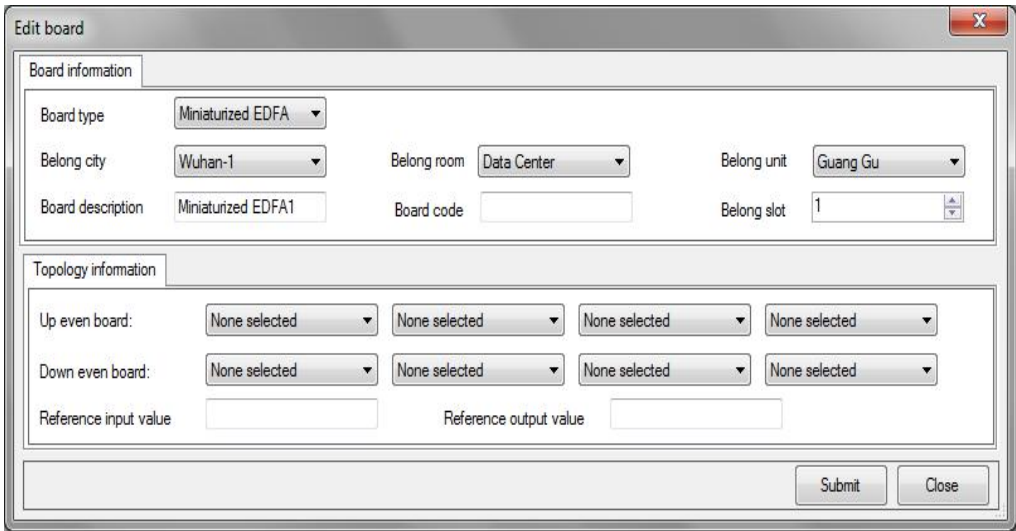 Edit board
Board information
Board type Miniaturized EDFA
Belong city Wuhan-1 Belong room Data Center Belong unit Guang Gu
Board description Miniaturized EDFA1 Board code Belong slot 1
Topology information
Up even board: None selected None selected None selected None selected
Down even board: None selected None selected None selected None selected
Reference input value Reference output value
Submit Close